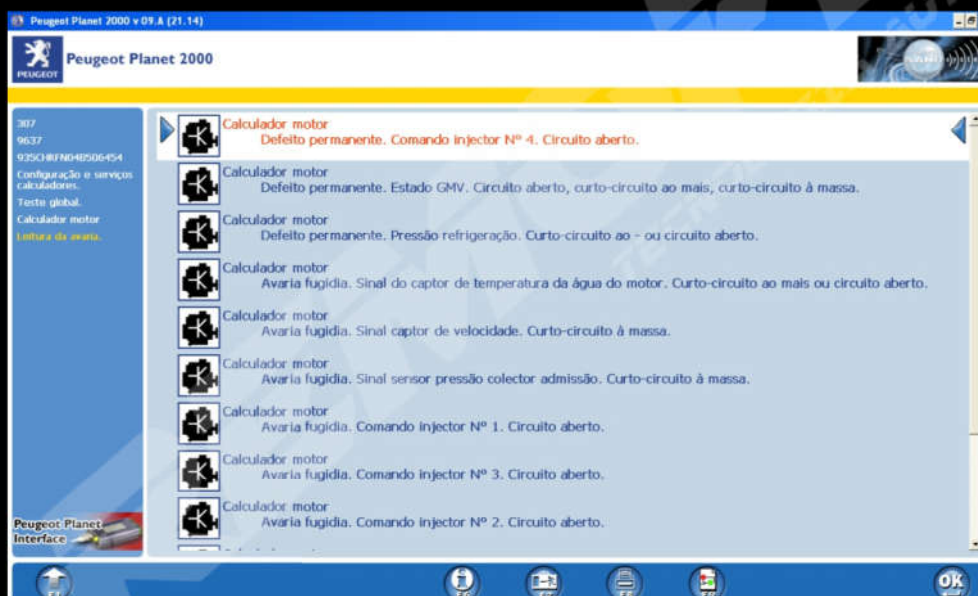 Peugeot Planet 2000 v 09.A (21.14)
PEUGEOT
Peugeot Planet 2000
307
9637
Configuração e serviços
calculadores.
Teste global.
Calculador motor
Leitura da avaria.
Calculador motor
Defeito permanente. Comando injector Nº 4. Circuito aberto.
Calculador motor
Defeito permanente. Estado GMV. Circuito aberto, curto-circuito ao mais, curto-circuito à massa.
Calculador motor
Defeito permanente. Pressão refrigeração. Curto-circuito ao - ou circuito aberto.
Calculador motor
Avaria fugidia. Sinal do captor de temperatura da água do motor. Curto-circuito ao mais ou circuito aberto.
Calculador motor
Avaria fugidia. Sinal captor de velocidade. Curto-circuito à massa.
Calculador motor
Avaria fugidia. Sinal sensor pressão colector admissão. Curto-circuito à massa.
Calculador motor
Avaria fugidia. Comando injector Nº 1. Circuito aberto.
Calculador motor
Avaria fugidia. Comando injector Nº 3. Circuito aberto.
Calculador motor
Avaria fugidia. Comando injector Nº 2. Circuito aberto.
Peugeot Planet
Interface
OK